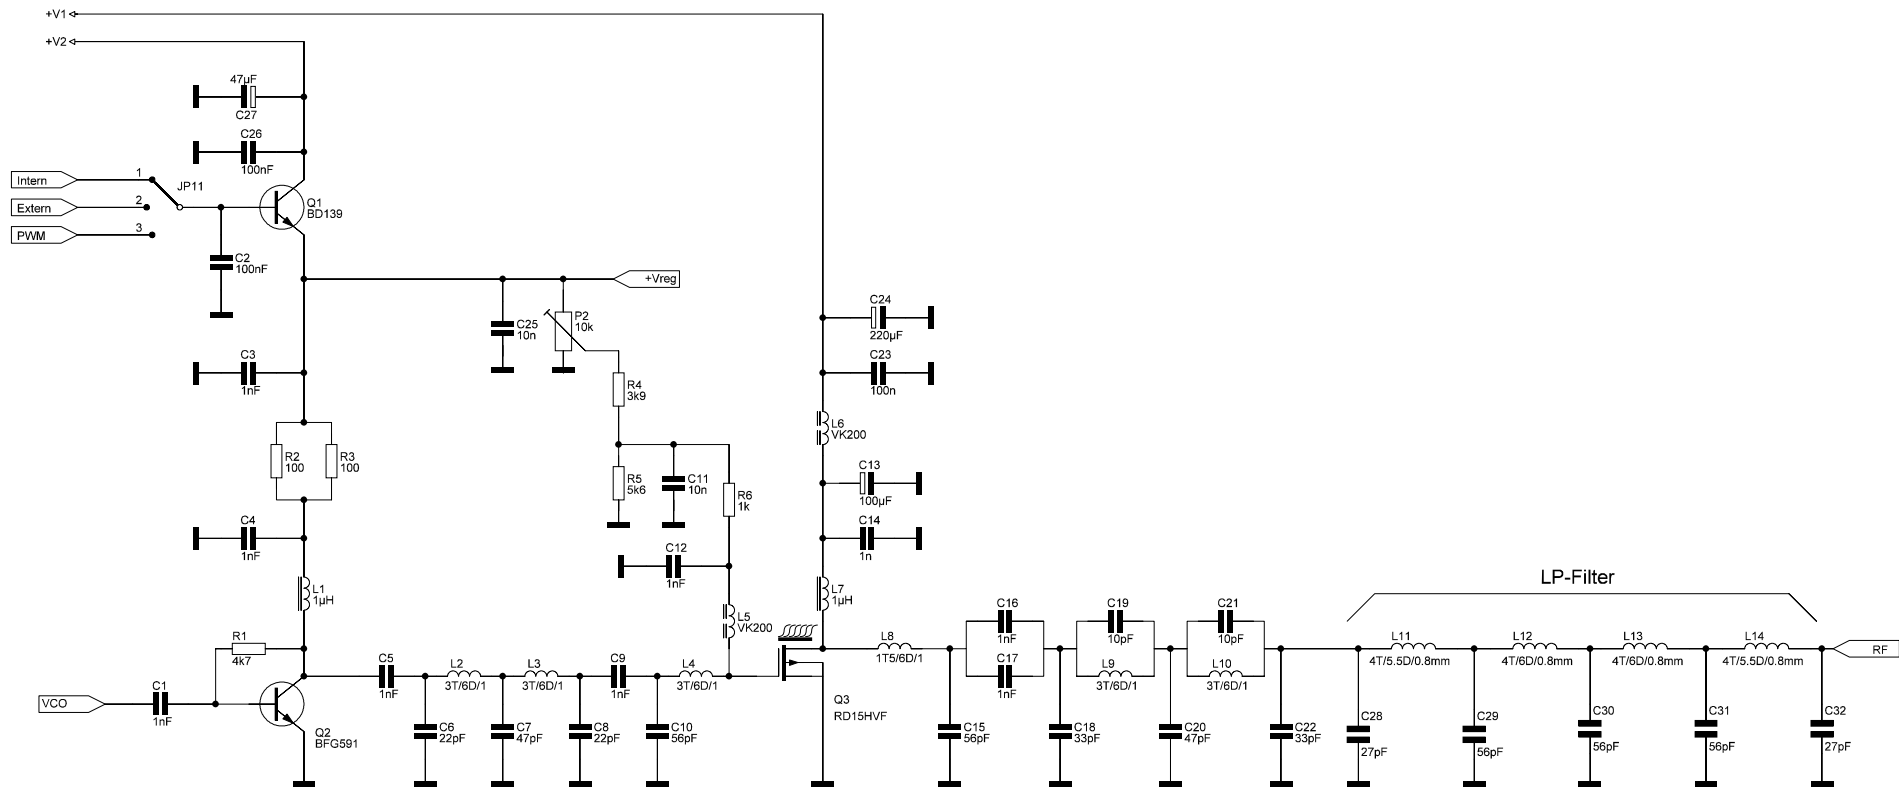 +V1
+V2
47µF
C27
C26
100nF
Intern
1
JP11
Extern
2
PWM
3
Q1
BD139
C2
100nF
+Vreg
C25
10n
P2
10k
C24
220µF
C3
1nF
C23
100n
R4
3k9
L6
VK200
R2
100
R3
100
C13
100µF
R5
5k6
C11
10n
R6
1k
C4
1nF
C14
1n
C12
1nF
L1
1µH
L7
1µH
LP-Filter
L5
VK200
C16
1nF
C19
10pF
C21
10pF
R1
4k7
L8
1T5/6D/1
L11
4T/5.5D/0.8mm
L12
4T/6D/0.8mm
L13
4T/6D/0.8mm
L14
4T/5.5D/0.8mm
RF
C5
1nF
L2
3T/6D/1
L3
3T/6D/1
C9
1nF
L4
3T/6D/1
C17
1nF
L9
3T/6D/1
L10
3T/6D/1
VCO
C1
1nF
Q3
RD15HVF
Q2
BFG591
C6
22pF
C7
47pF
C8
22pF
C10
56pF
C15
56pF
C18
33pF
C20
47pF
C22
33pF
C28
27pF
C29
56pF
C30
56pF
C31
56pF
C32
27pF